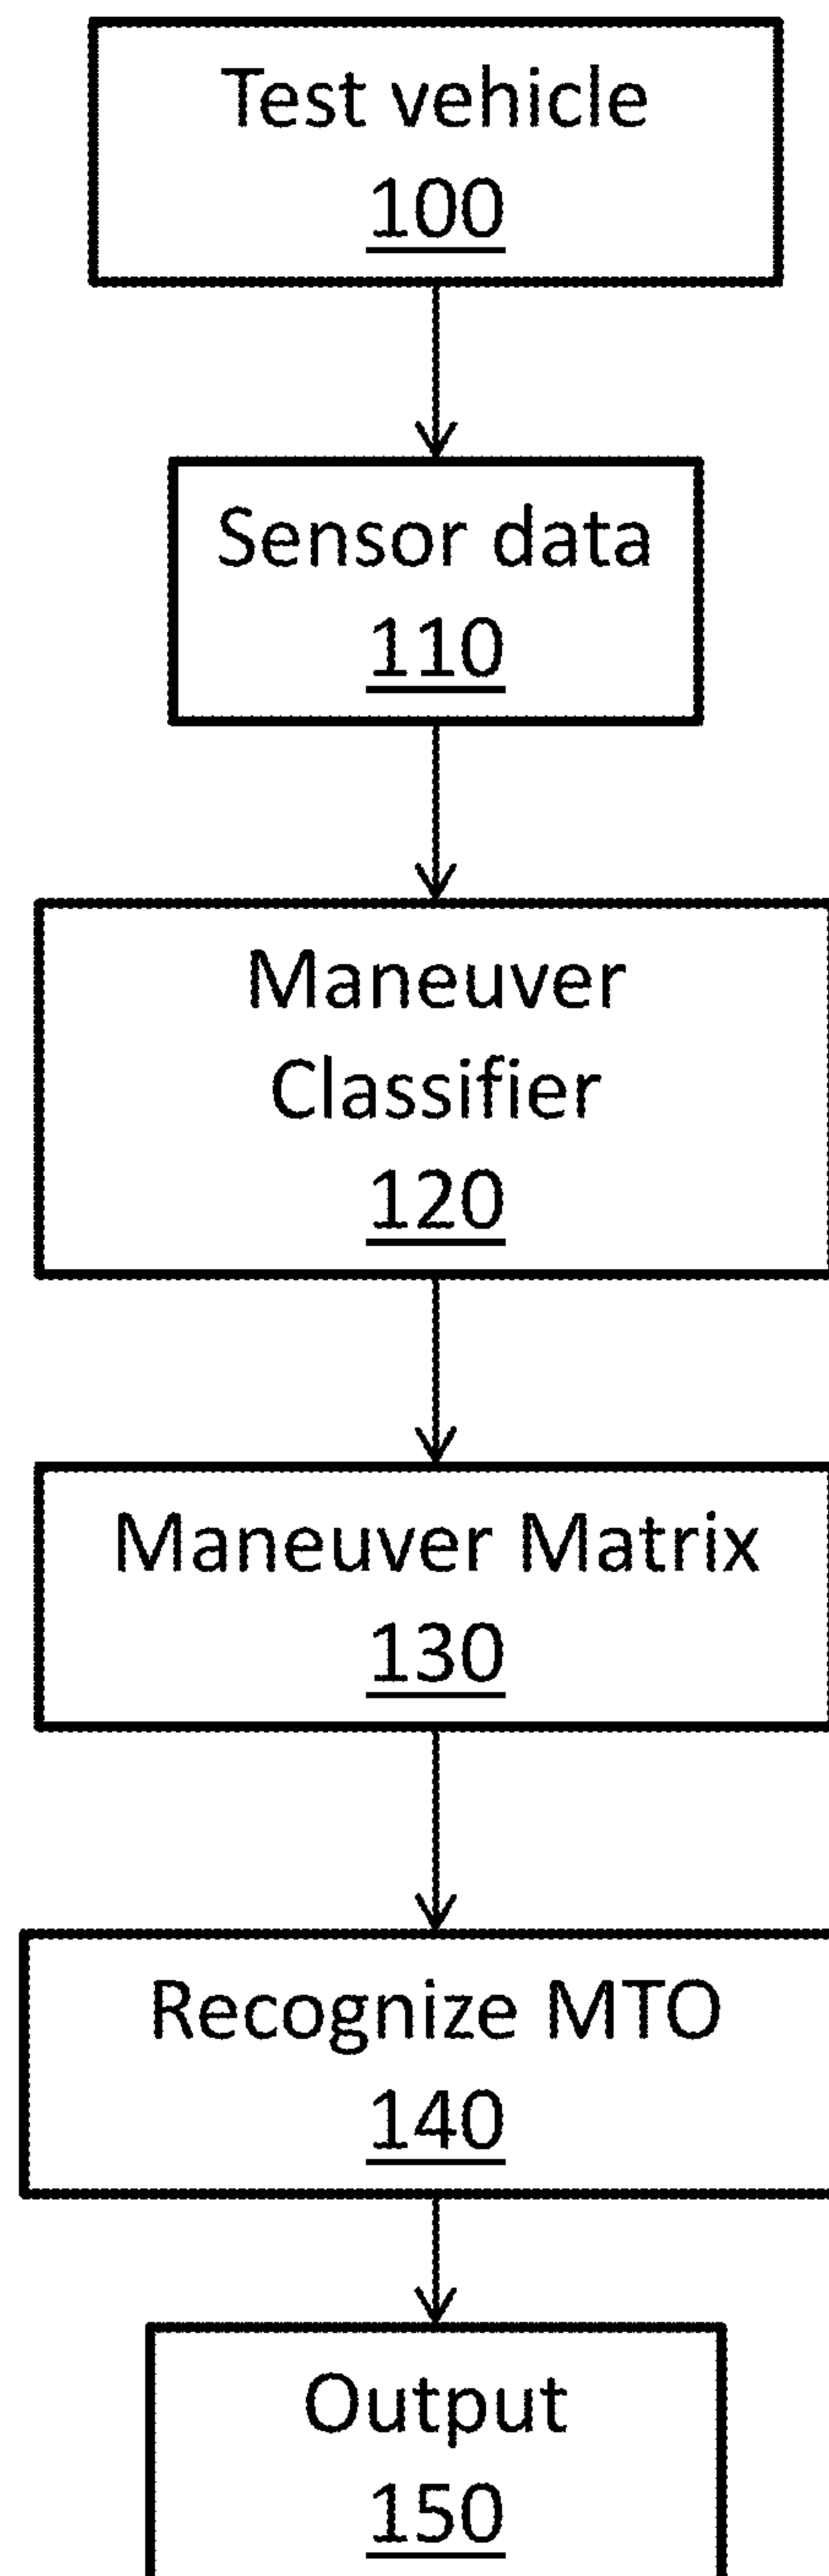 Test vehicle
100
Sensor data
110
Maneuver
Classifier
120
Maneuver Matrix
130
Recognize MTO
140
Output
150